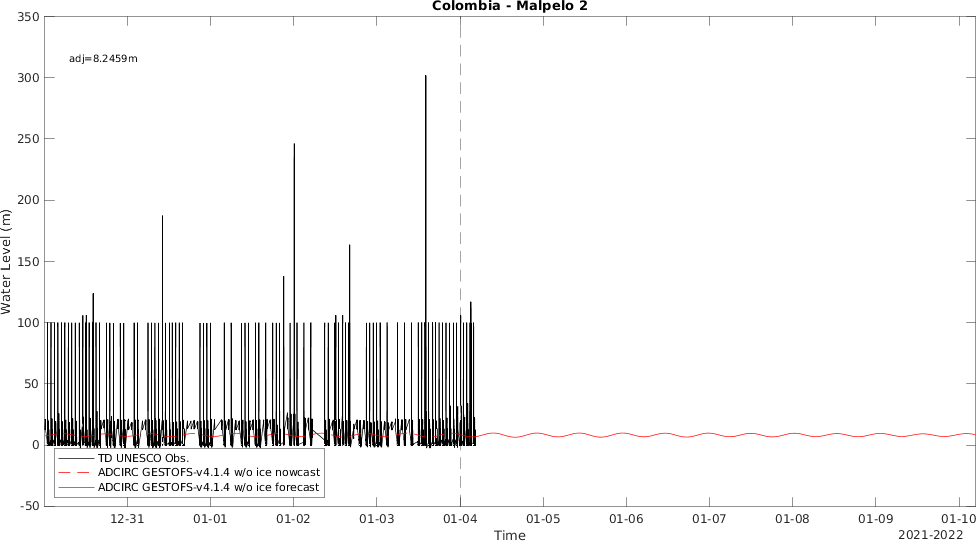 Colombia - Malpelo 2
adj=8.2459m
Water Level (m)
350
300
250
200
150
100
50
0
-50
TD UNESCO Obs.
ADCIRC GESTOFS-v4.1.4 w/o ice nowcast
ADCIRC GESTOFS-v4.1.4 w/o ice forecast
12-31 01-01 01-02 01-03 01-04 01-05 01-06 01-07 01-08 01-09 01-10
Time
2021-2022